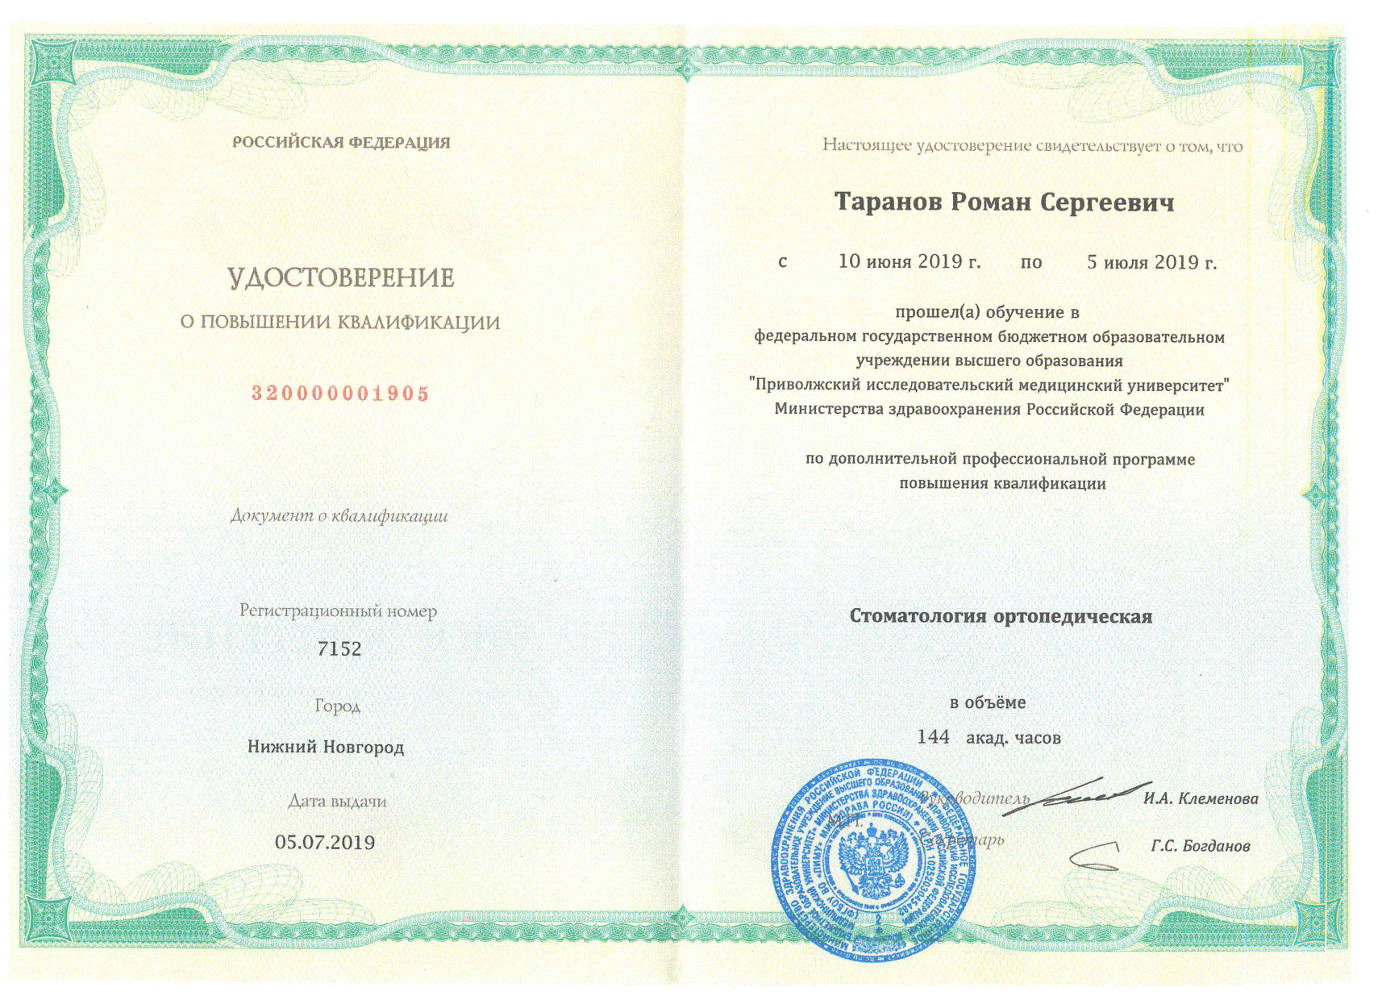 РОССИЙСКАЯ ФЕДЕРАЦИЯ
УДОСТОВЕРЕНИЕ
О ПОВЫШЕНИИ КВАЛИФИКАЦИИ
320000001905
Документ о квалификации
Регистрационный номер
7152
Город
Нижний Новгород
Дата выдачи
05.07.2019
Настоящее удостоверение свидетельствует о том, что
Таранов Роман Сергеевич
с 10 июня 2019 г. по 5 июля 2019 г.
прошел(а) обучение в
федеральном государственном бюджетном образовательном
учреждении высшего образования
"Приволжский исследовательский медицинский университет"
Министерства здравоохранения Российской Федерации
по дополнительной профессиональной программе
повышения квалификации
Стоматология ортопедическая
в объёме
144 акад. часов
Руководитель И.А. Клеменова
М.П.
Секретарь Г.С. Богданов